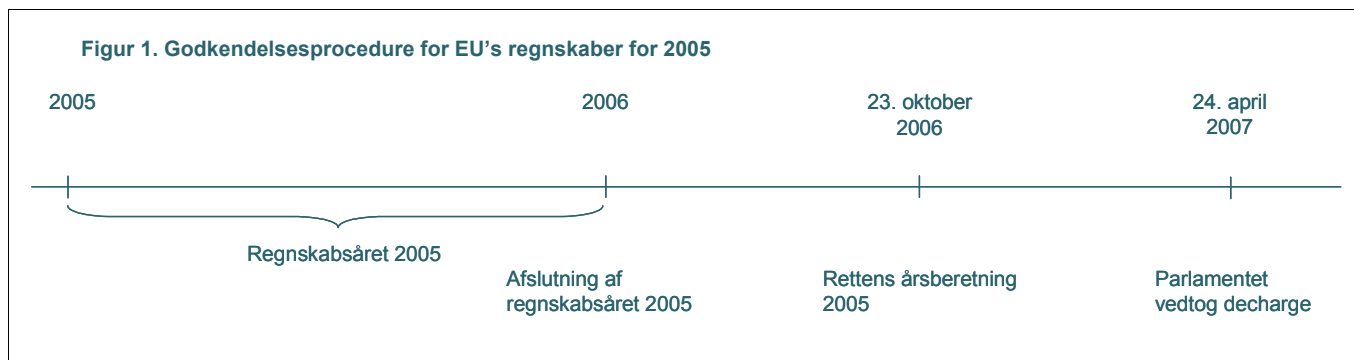 Figur 1. Godkendelsesprocedure for EU's regnskaber for 2005
2005
2006
23. oktober
2006
24. april
2007
Regnskabsåret 2005
Afslutning af
regnskabsåret 2005
Rettens årsberetning
2005
Parlamentet
vedtog decharge